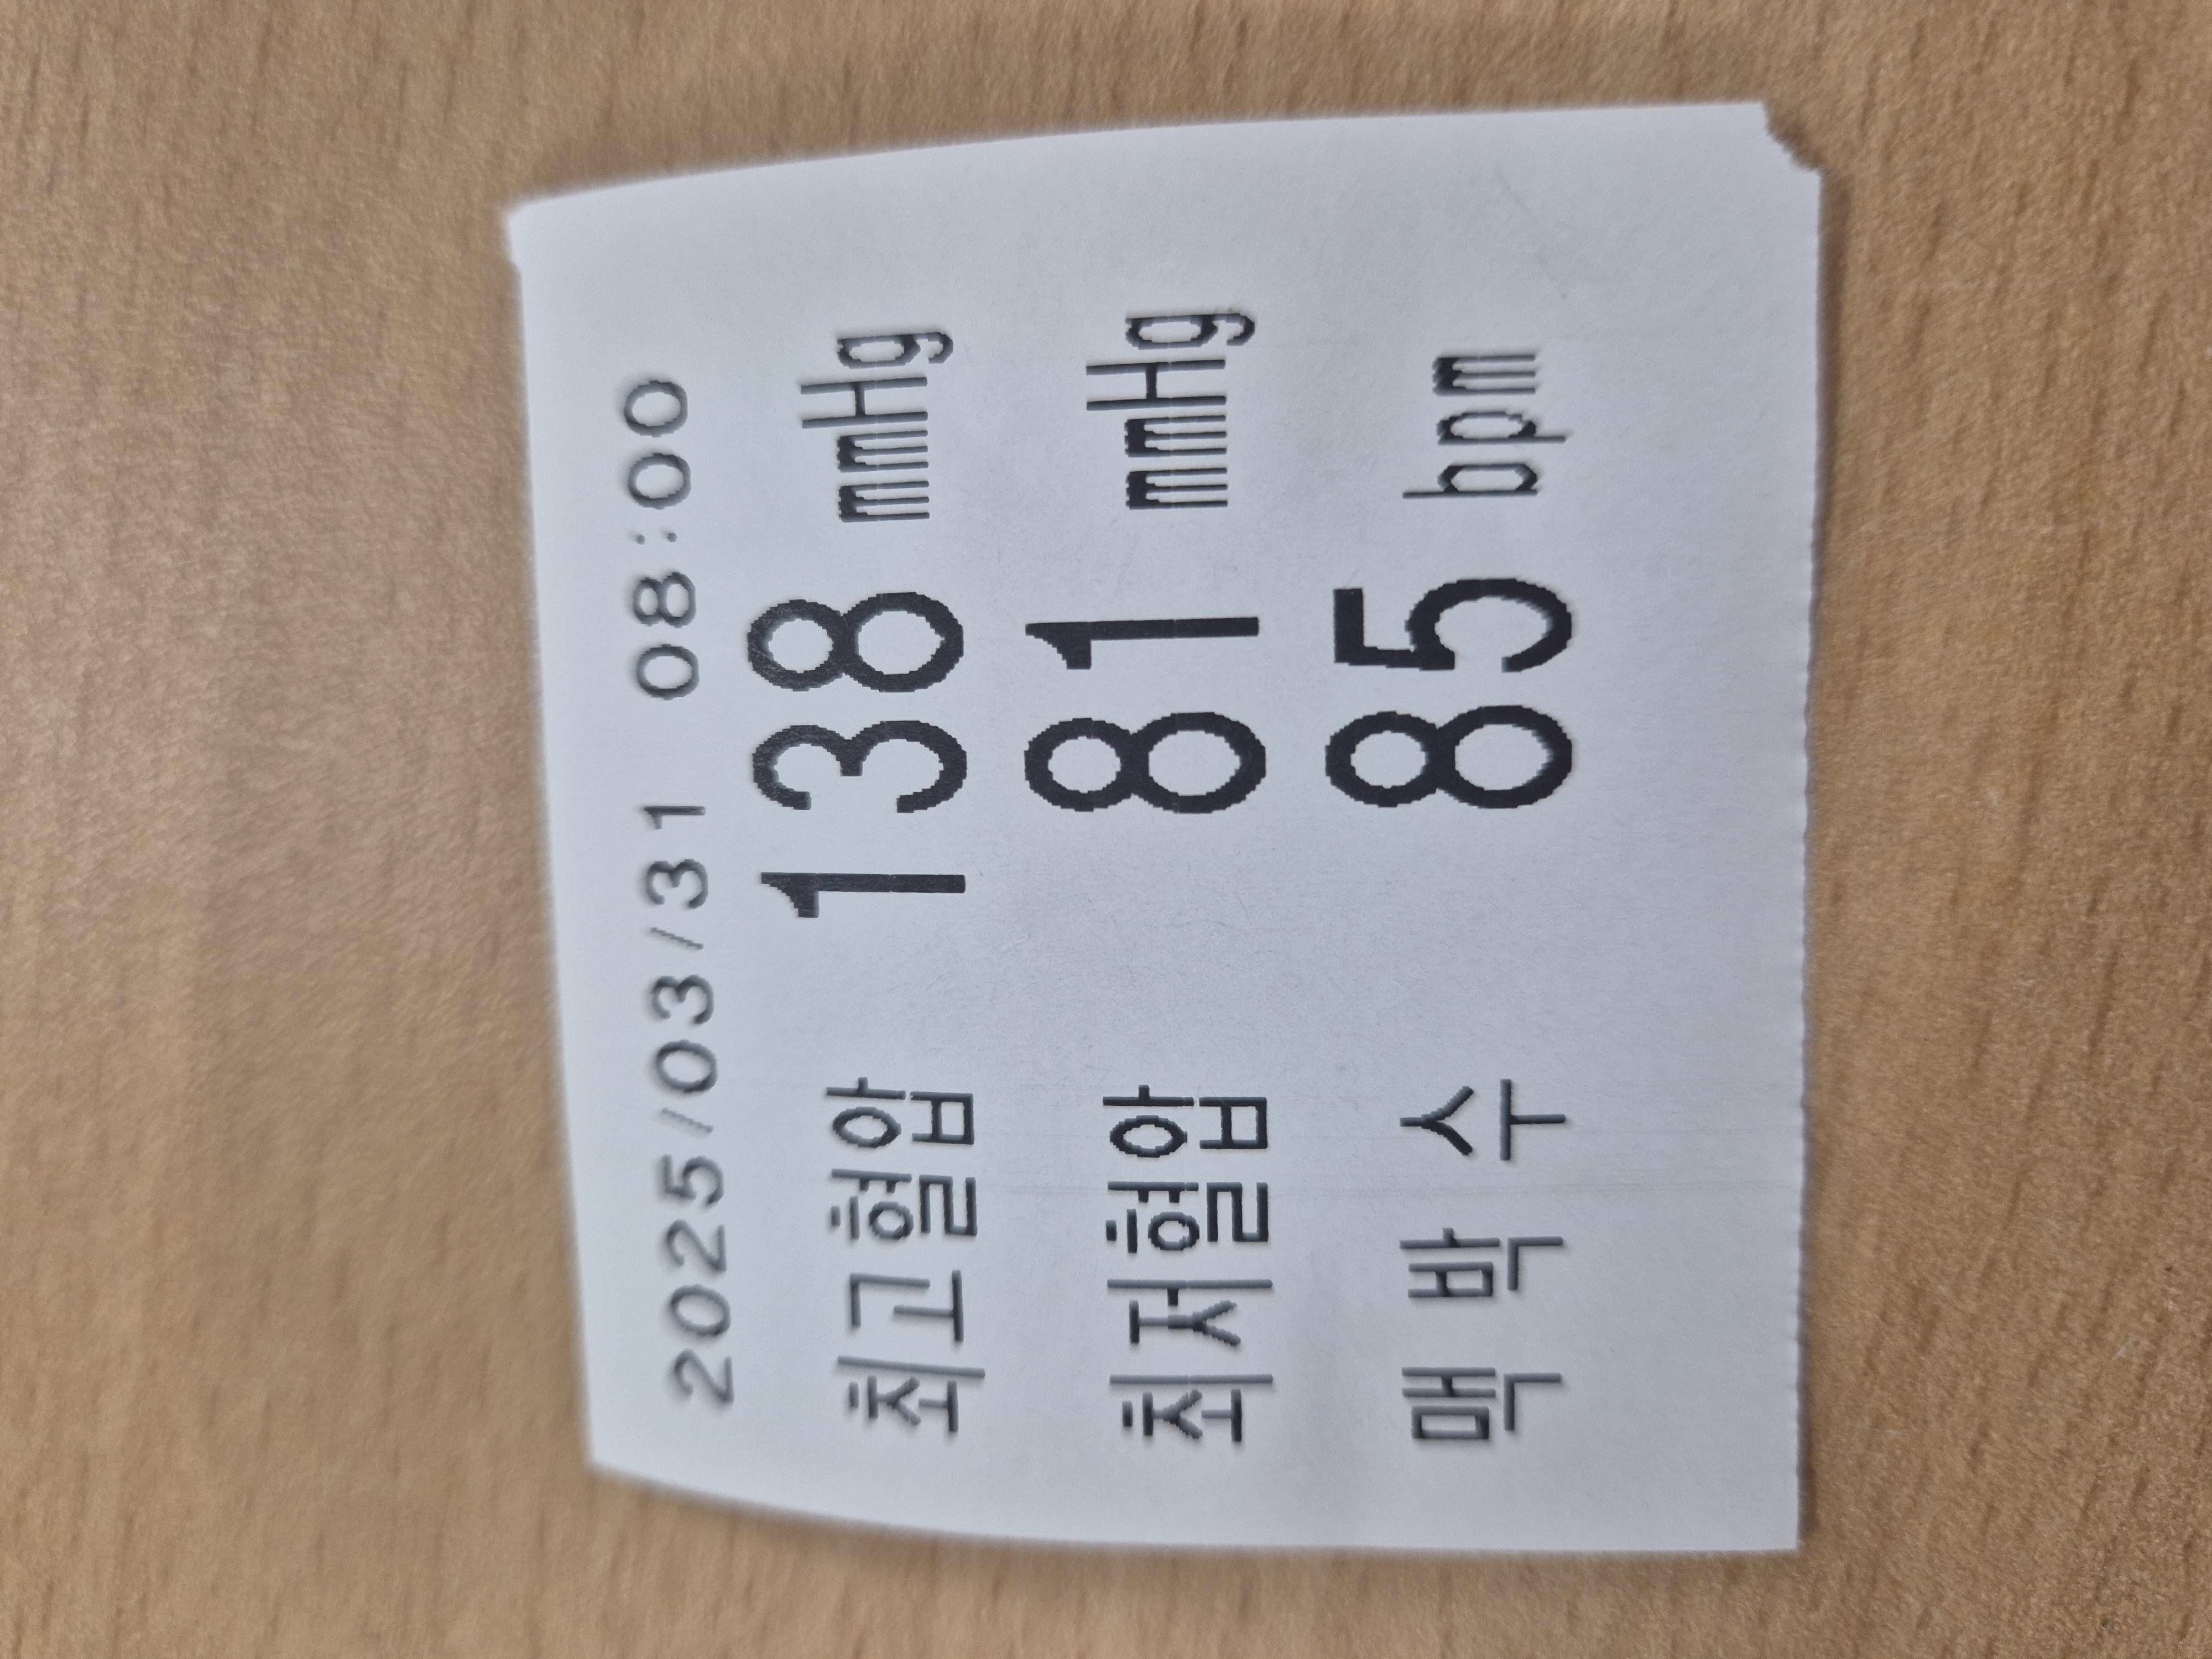 2025/03/31 08:00
최고혈압 138 mmHg
최저혈압 81 mmHg
맥 박 수 85 bpm